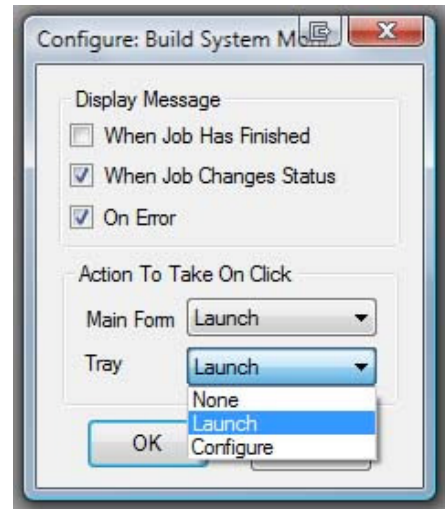 Configure: Build System Mo
Display Message
When Job Has Finished
When Job Changes Status
On Error
Action To Take On Click
Main Form Launch
Tray Launch
None
Launch
Configure
OK